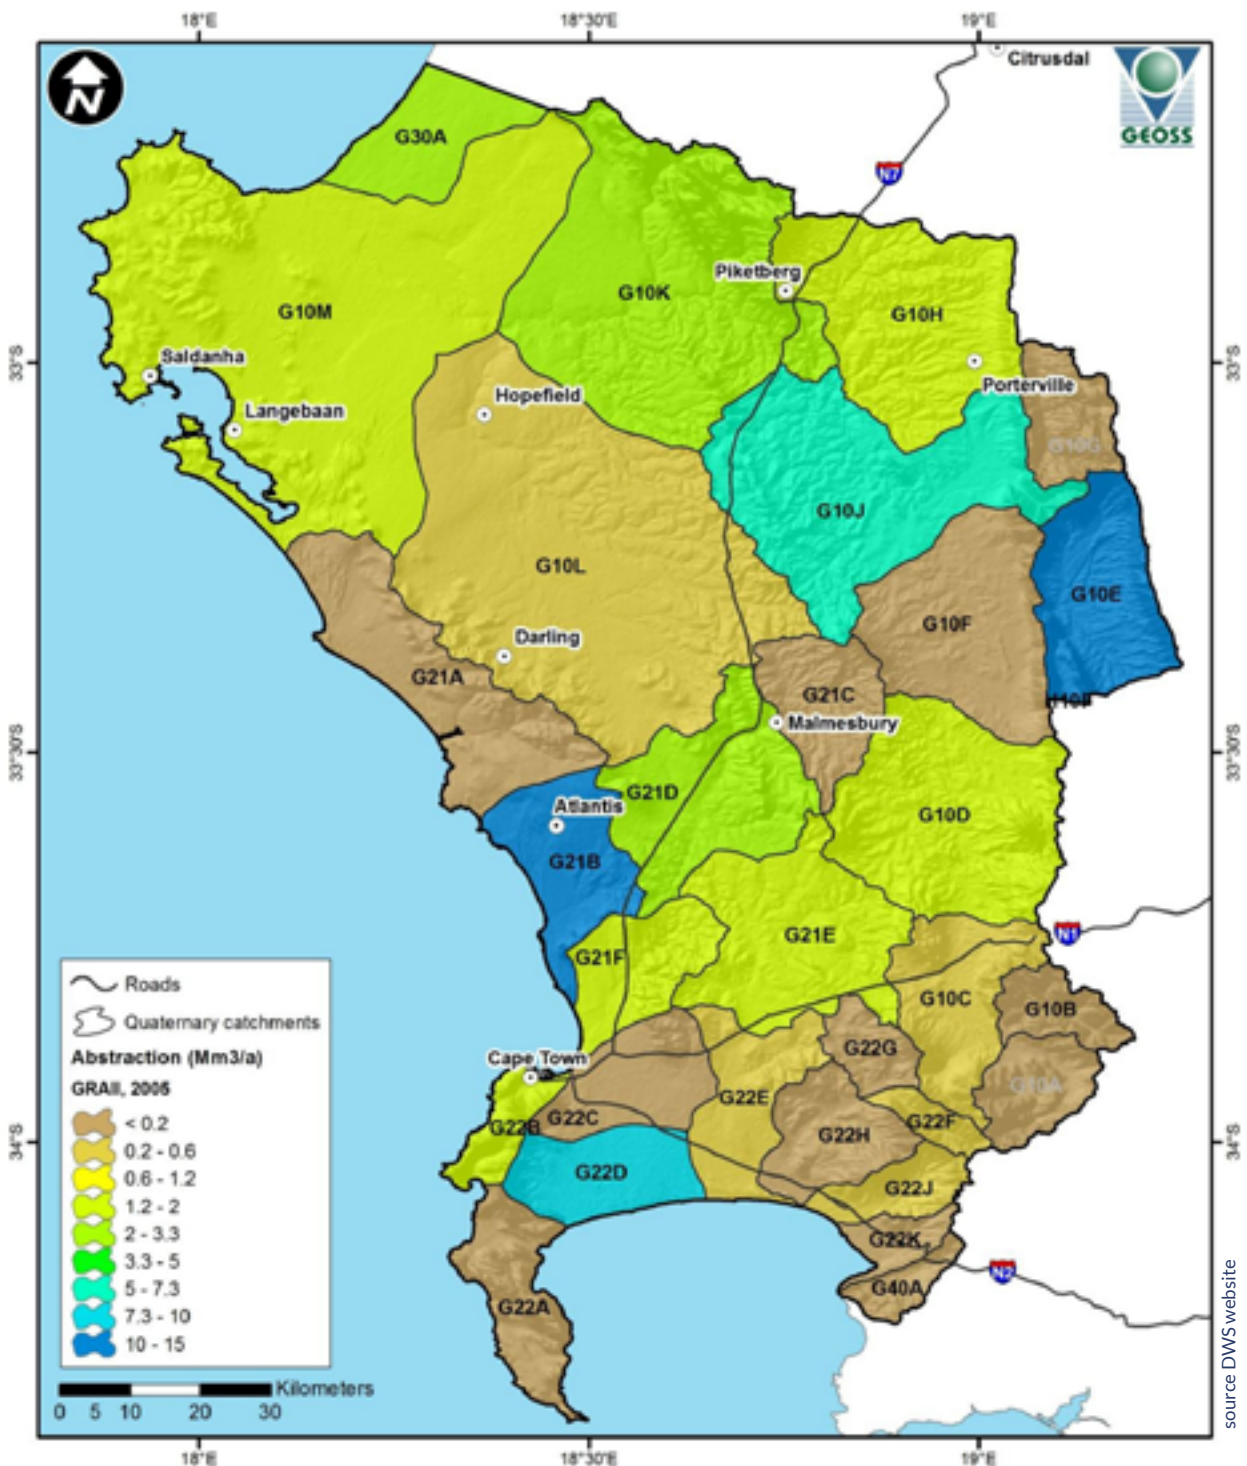 18°E
18°30'E
19°E
Citrusdal
N
GEOSS
G30A
N7
Piketberg
G10K
G10M
G10H
Saldanha
33°S
33°S
Porterville
Hopefield
Langebaan
G10G
G10J
G10L
G10E
G10F
Darling
G21A
G21C
H10F
Malmesbury
33°30'S
33°30'S
G21D
Atlantis
G10D
G21B
G21E
N1
G21F
Roads
G10C
G10B
Quaternary catchments
G22G
Abstraction (Mm3/a)
Cape Town
GRAII, 2005
G10A
G22E
G22C
G22B
G22F
G22H
< 0.2
0.2 - 0.6
0.6 - 1.2
1.2 - 2
2 - 3.3
3.3 - 5
5 - 7.3
7.3 - 10
10 - 15
34°S
34°S
G22D
G22J
G22K
N2
G40A
G22A
Kilometers
0 5 10 20 30
18°E
18°30'E
19°E
source DWS website